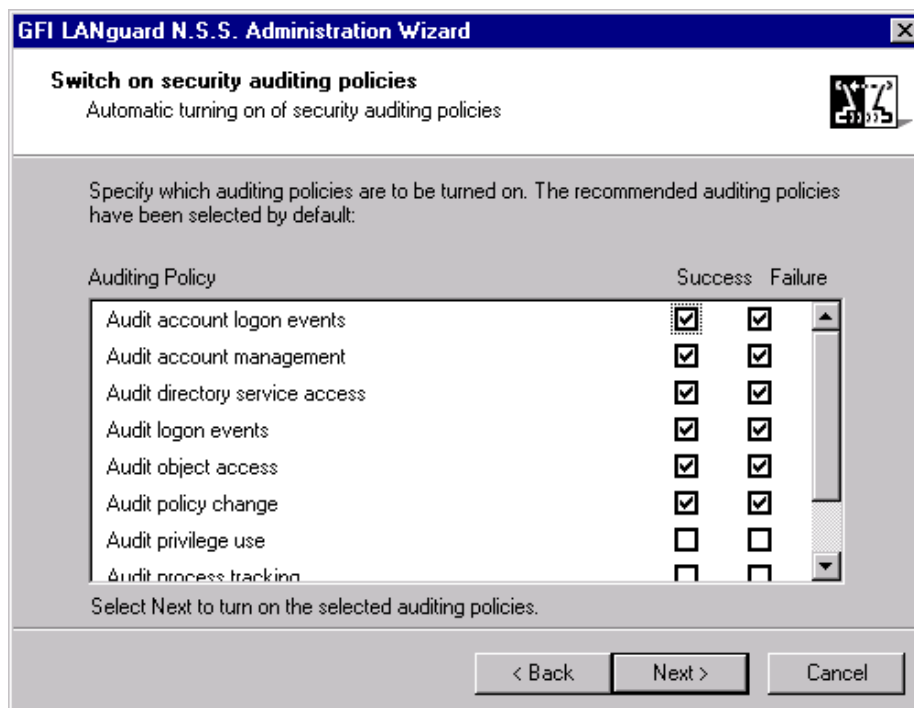 GFI LANguard N.S.S. Administration Wizard
Switch on security auditing policies
Automatic turning on of security auditing policies
Specify which auditing policies are to be turned on. The recommended auditing policies
have been selected by default:
Auditing Policy Success Failure
Audit account logon events
Audit account management
Audit directory service access
Audit logon events
Audit object access
Audit policy change
Audit privilege use
Audit process tracking
Select Next to turn on the selected auditing policies.
< Back Next > Cancel